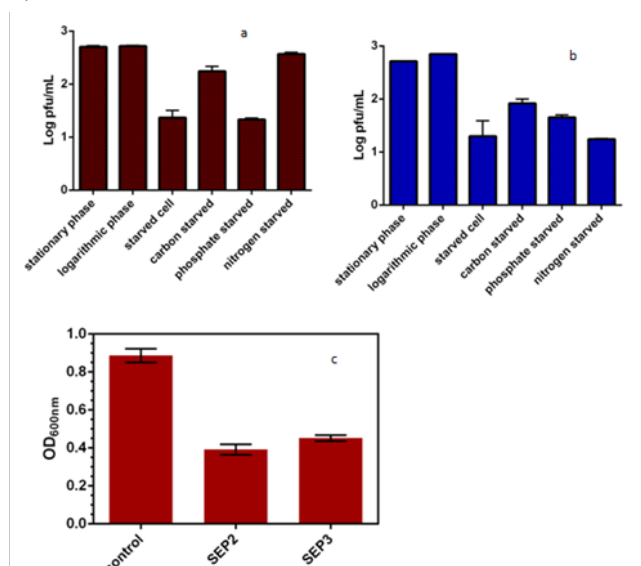 a
3
2
1
0
Log pfu/mL
stationary phase
logarithmic phase
starved cell
carbon starved
phosphate starved
nitrogen starved
b
3
2
1
0
Log pfu/mL
stationary phase
logarithmic phase
starved cell
carbon starved
phosphate starved
nitrogen starved
c
1.0
0.8
0.6
0.4
0.2
0.0
OD600nm
SEP2
SEP3